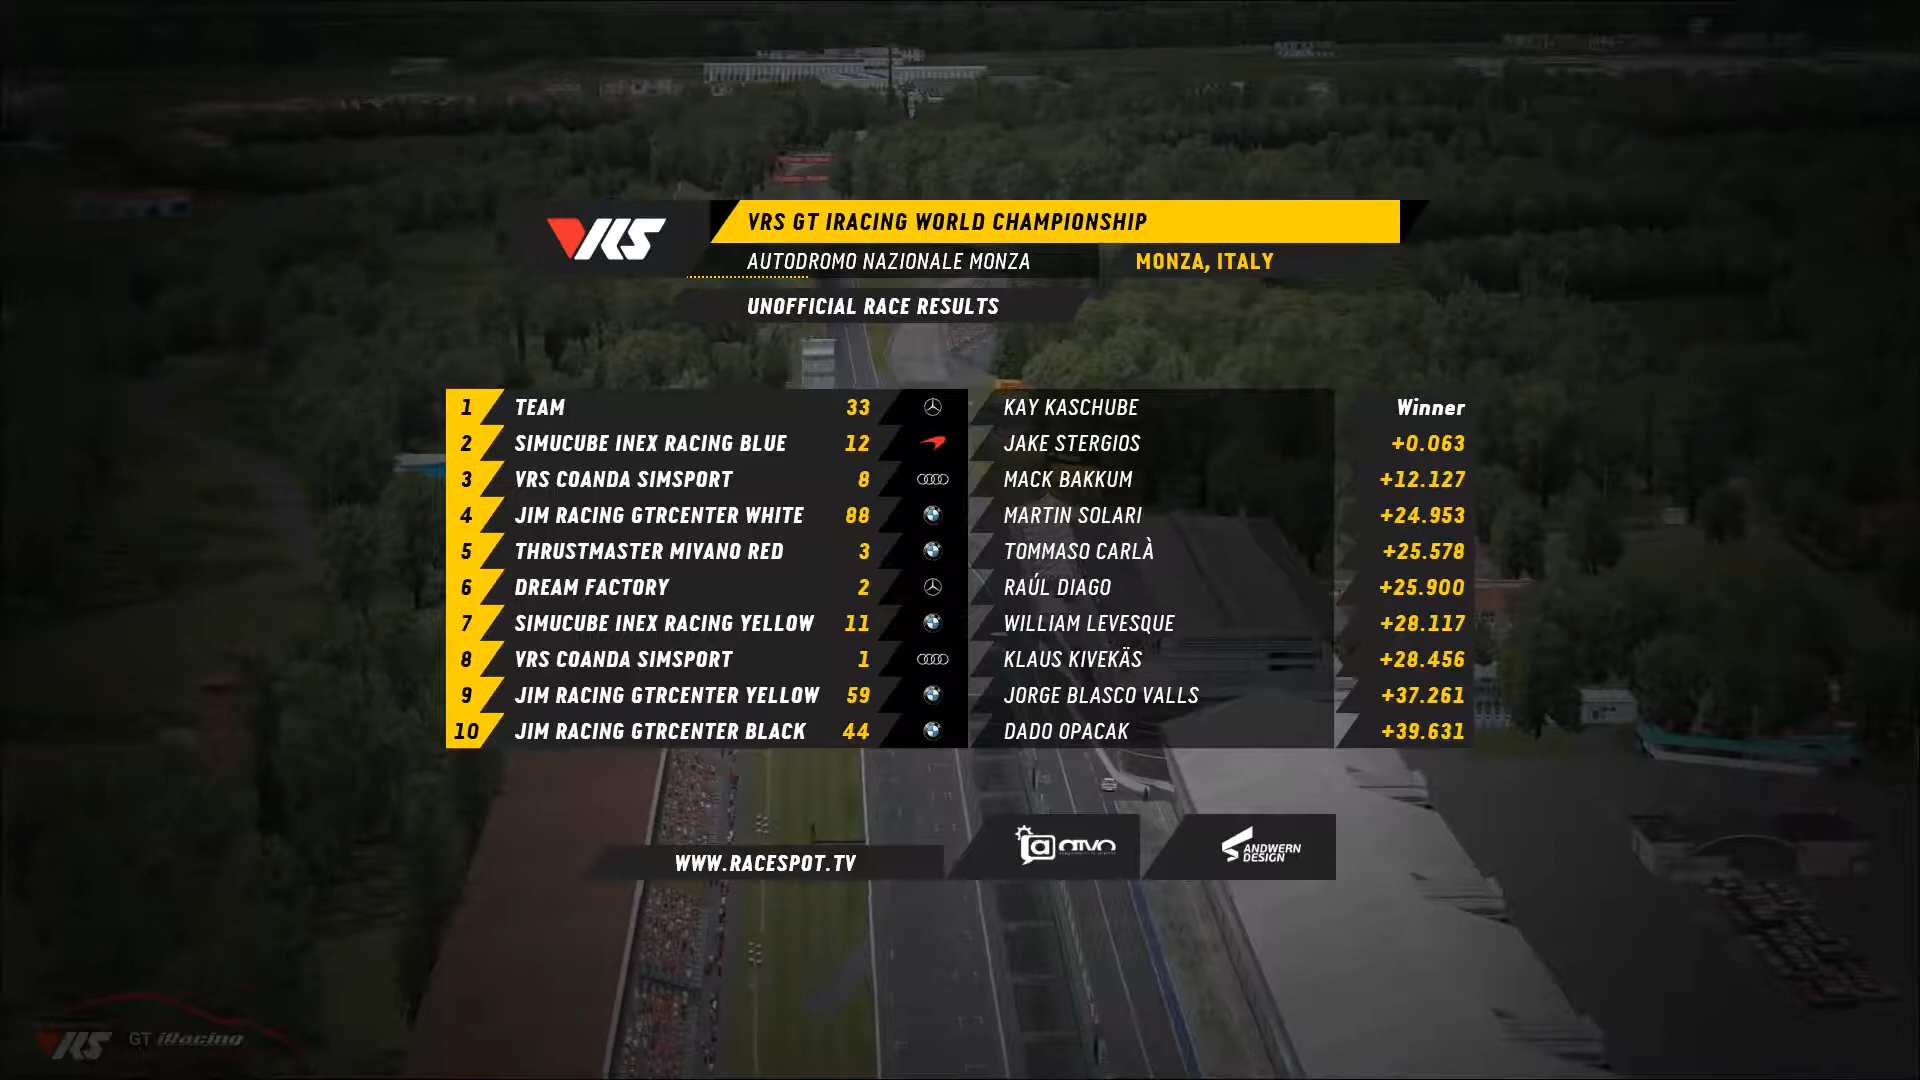 VRS
VRS GT IRACING WORLD CHAMPIONSHIP
AUTODROMO NAZIONALE MONZA MONZA, ITALY
UNOFFICIAL RACE RESULTS
1 TEAM 33 KAY KASCHUBE Winner
2 SIMUCUBE INEX RACING BLUE 12 JAKE STERGIOS +0.063
3 VRS COANDA SIMSPORT 8 MACK BAKKUM +12.127
4 JIM RACING GTRCENTER WHITE 88 MARTIN SOLARI +24.953
5 THRUSTMASTER MIVANO RED 3 TOMMASO CARLÀ +25.578
6 DREAM FACTORY 2 RAÚL DIAGO +25.900
7 SIMUCUBE INEX RACING YELLOW 11 WILLIAM LEVESQUE +28.117
8 VRS COANDA SIMSPORT 1 KLAUS KIVEKÄS +28.456
9 JIM RACING GTRCENTER YELLOW 59 JORGE BLASCO VALLS +37.261
10 JIM RACING GTRCENTER BLACK 44 DADO OPACAK +39.631
WWW.RACESPOT.TV
a ativo
ANDWERN
DESIGN
VRS GT iRacing